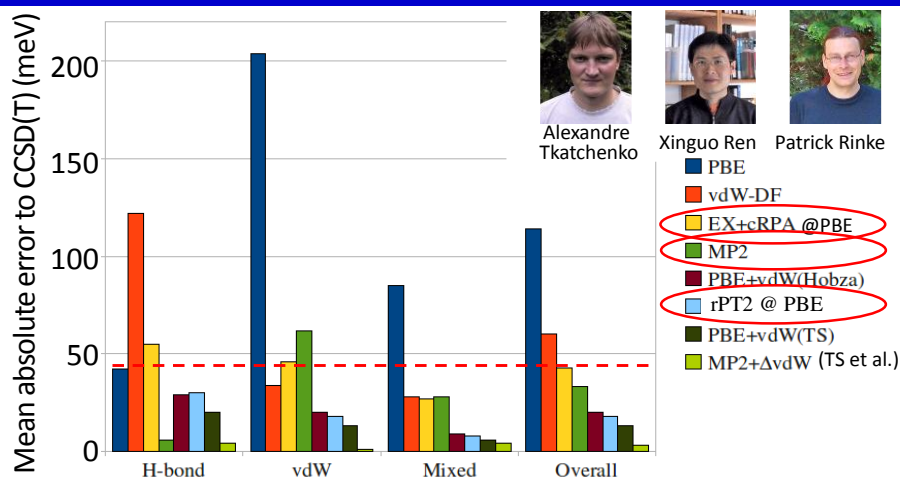 Mean absolute error to CCSD(T) (meV)
200
150
100
50
0
H-bond
vdW
Mixed
Overall
Alexandre
Tkatchenko
Xinguo Ren
Patrick Rinke
PBE
vdW-DF
EX+cRPA @PBE
MP2
PBE+vdW(Hobza)
rPT2 @ PBE
PBE+vdW(TS)
MP2+ΔvdW (TS et al.)